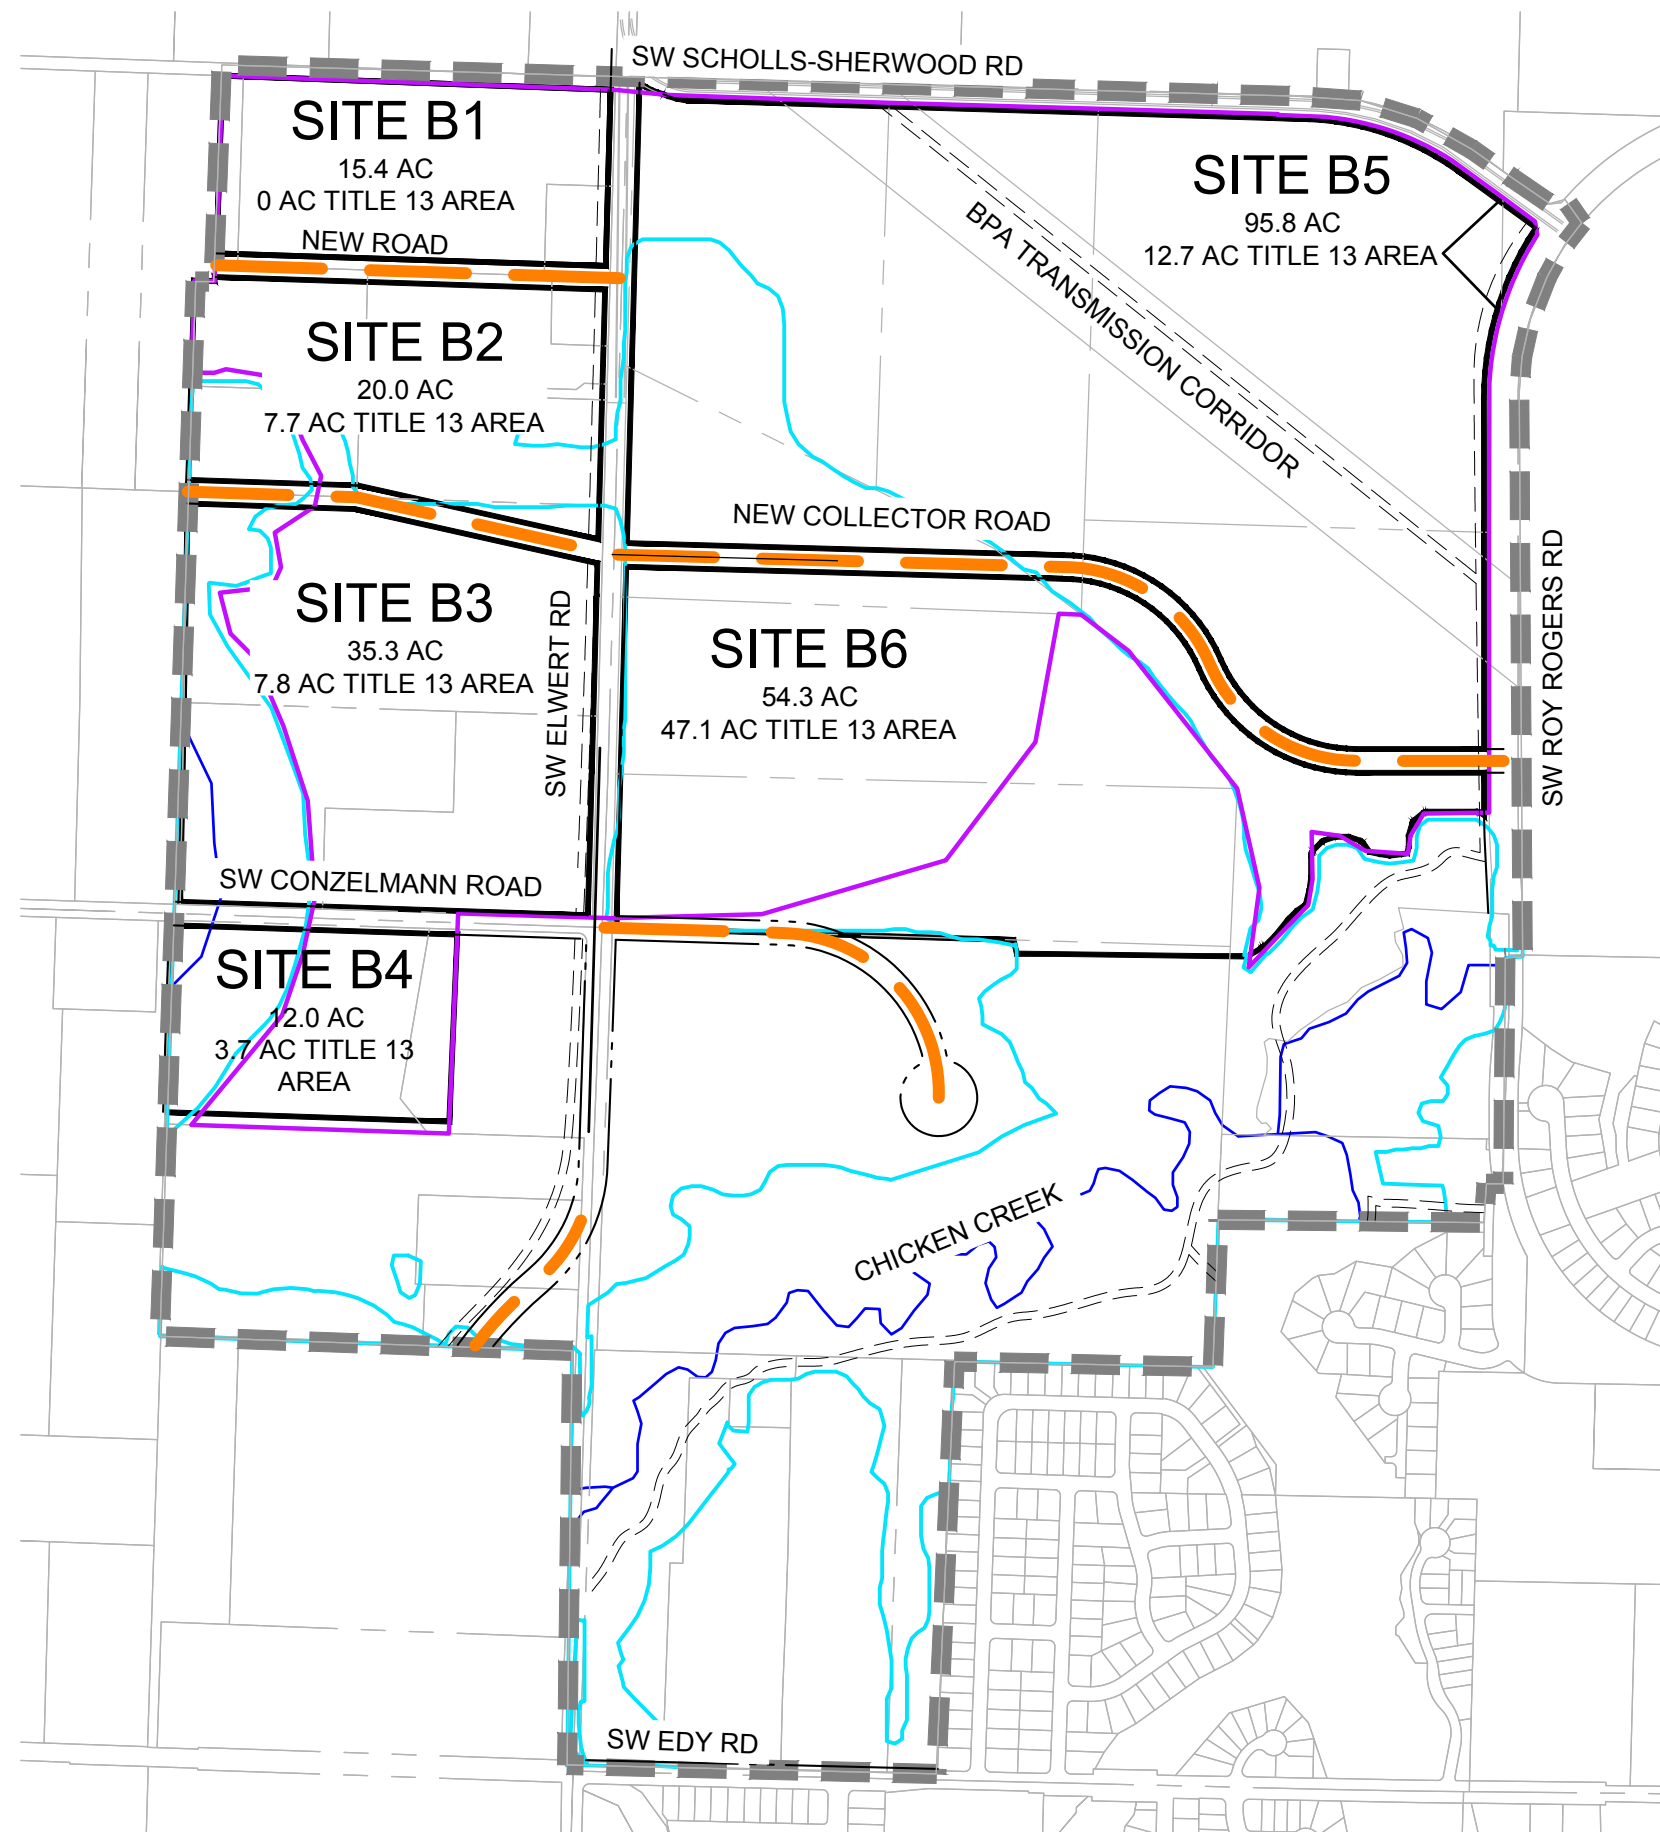 SW SCHOLLS-SHERWOOD RD
SITE B1
15.4 AC
0 AC TITLE 13 AREA
NEW ROAD
SITE B5
95.8 AC
12.7 AC TITLE 13 AREA
BPA TRANSMISSION CORRIDOR
SITE B2
20.0 AC
7.7 AC TITLE 13 AREA
NEW COLLECTOR ROAD
SW ROY ROGERS RD
SITE B3
35.3 AC
7.8 AC TITLE 13 AREA
SW ELWERT RD
SITE B6
54.3 AC
47.1 AC TITLE 13 AREA
SW CONZELMANN ROAD
SITE B4
12.0 AC
3.7 AC TITLE 13
AREA
CHICKEN CREEK
SW EDY RD